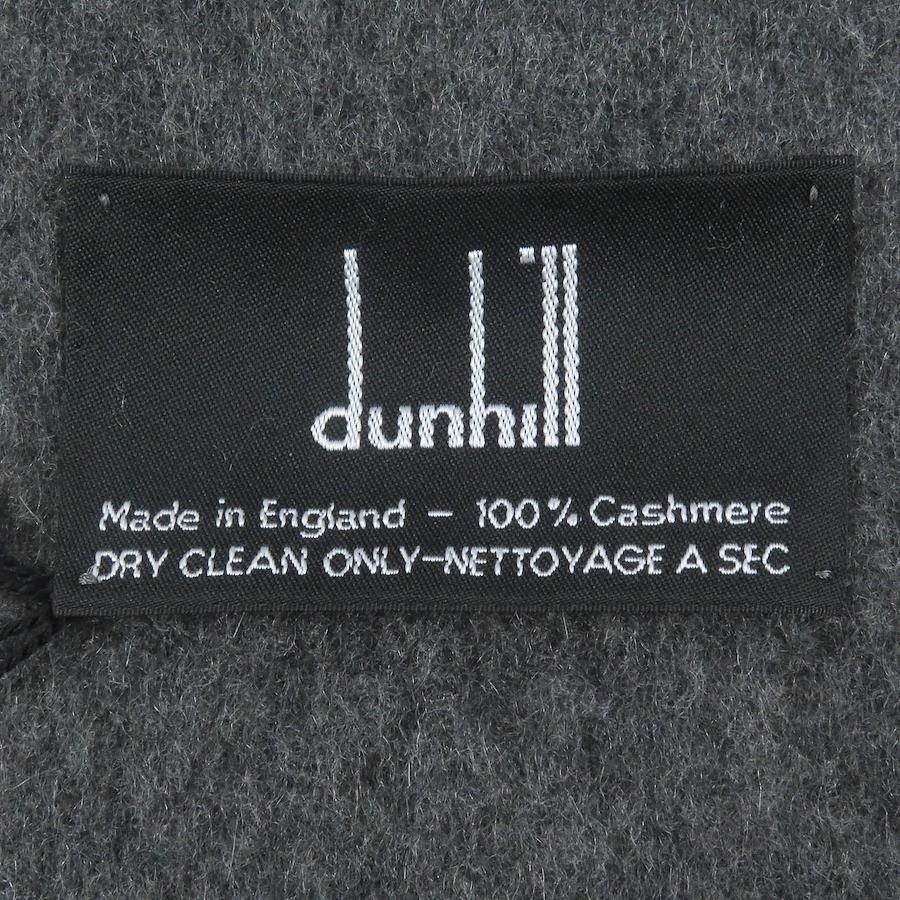 dunhill
Made in England - 100% Cashmere
DRY CLEAN ONLY-NETTOYAGE A SEC